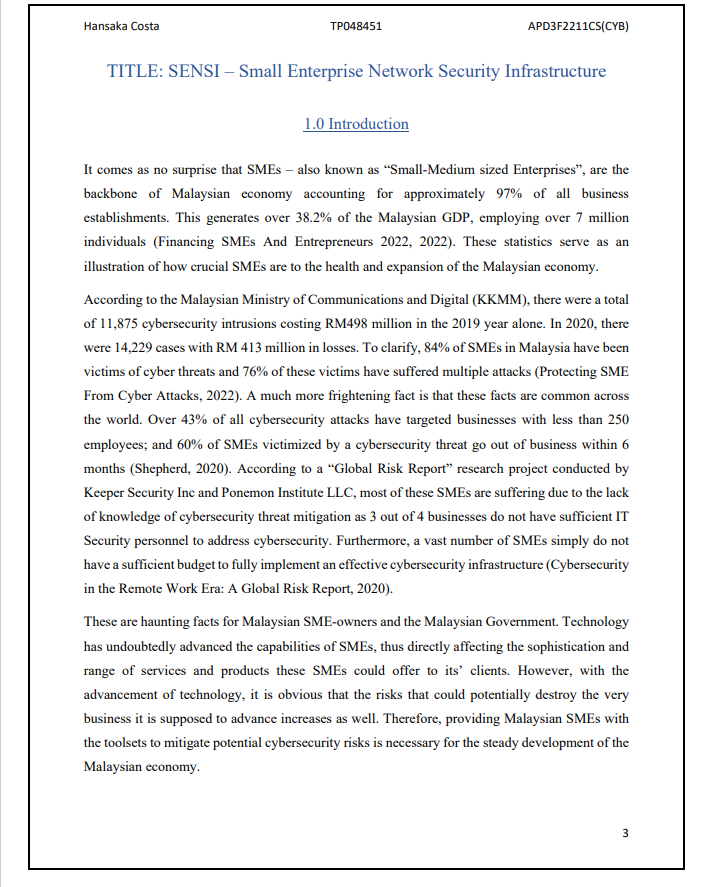 Hansaka Costa TP048451 APD3F2211CS(CYB)
TITLE: SENSI – Small Enterprise Network Security Infrastructure
1.0 Introduction
It comes as no surprise that SMEs – also known as “Small-Medium sized Enterprises”, are the
backbone of Malaysian economy accounting for approximately 97% of all business
establishments. This generates over 38.2% of the Malaysian GDP, employing over 7 million
individuals (Financing SMEs And Entrepreneurs 2022, 2022). These statistics serve as an
illustration of how crucial SMEs are to the health and expansion of the Malaysian economy.
According to the Malaysian Ministry of Communications and Digital (KKMM), there were a total
of 11,875 cybersecurity intrusions costing RM498 million in the 2019 year alone. In 2020, there
were 14,229 cases with RM 413 million in losses. To clarify, 84% of SMEs in Malaysia have been
victims of cyber threats and 76% of these victims have suffered multiple attacks (Protecting SME
From Cyber Attacks, 2022). A much more frightening fact is that these facts are common across
the world. Over 43% of all cybersecurity attacks have targeted businesses with less than 250
employees; and 60% of SMEs victimized by a cybersecurity threat go out of business within 6
months (Shepherd, 2020). According to a “Global Risk Report” research project conducted by
Keeper Security Inc and Ponemon Institute LLC, most of these SMEs are suffering due to the lack
of knowledge of cybersecurity threat mitigation as 3 out of 4 businesses do not have sufficient IT
Security personnel to address cybersecurity. Furthermore, a vast number of SMEs simply do not
have a sufficient budget to fully implement an effective cybersecurity infrastructure (Cybersecurity
in the Remote Work Era: A Global Risk Report, 2020).
These are haunting facts for Malaysian SME-owners and the Malaysian Government. Technology
has undoubtedly advanced the capabilities of SMEs, thus directly affecting the sophistication and
range of services and products these SMEs could offer to its’ clients. However, with the
advancement of technology, it is obvious that the risks that could potentially destroy the very
business it is supposed to advance increases as well. Therefore, providing Malaysian SMEs with
the toolsets to mitigate potential cybersecurity risks is necessary for the steady development of the
Malaysian economy.
3